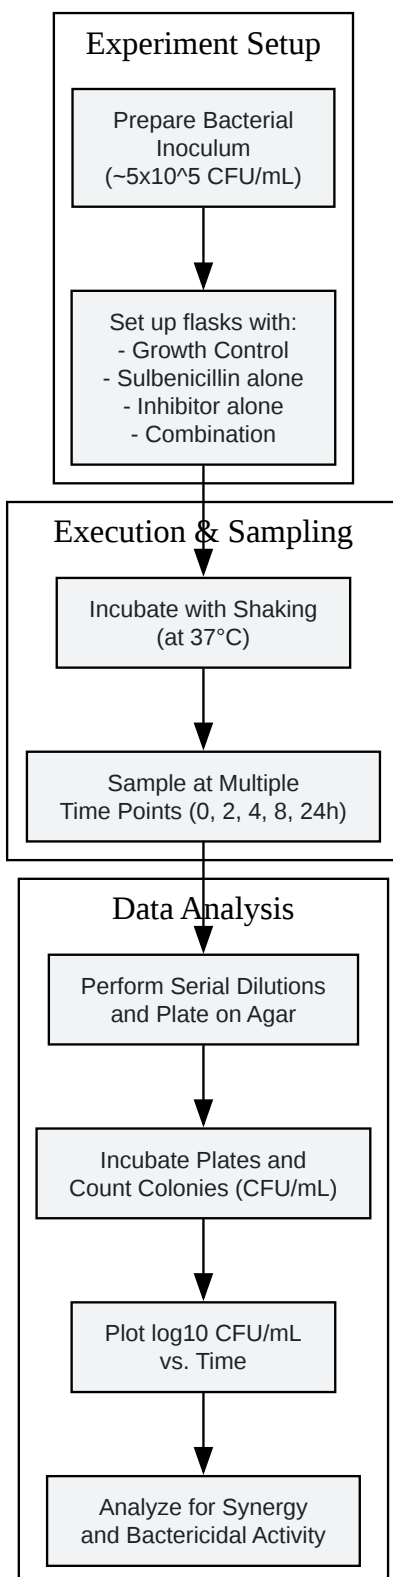 Experiment Setup
Prepare Bacterial
Inoculum
(~5x10^5 CFU/mL)
Set up flasks with:
- Growth Control
- Sulbenicillin alone
- Inhibitor alone
- Combination
Execution & Sampling
Incubate with Shaking
(at 37°C)
Sample at Multiple
Time Points (0, 2, 4, 8, 24h)
Data Analysis
Perform Serial Dilutions
and Plate on Agar
Incubate Plates and
Count Colonies (CFU/mL)
Plot log10 CFU/mL
vs. Time
Analyze for Synergy
and Bactericidal Activity